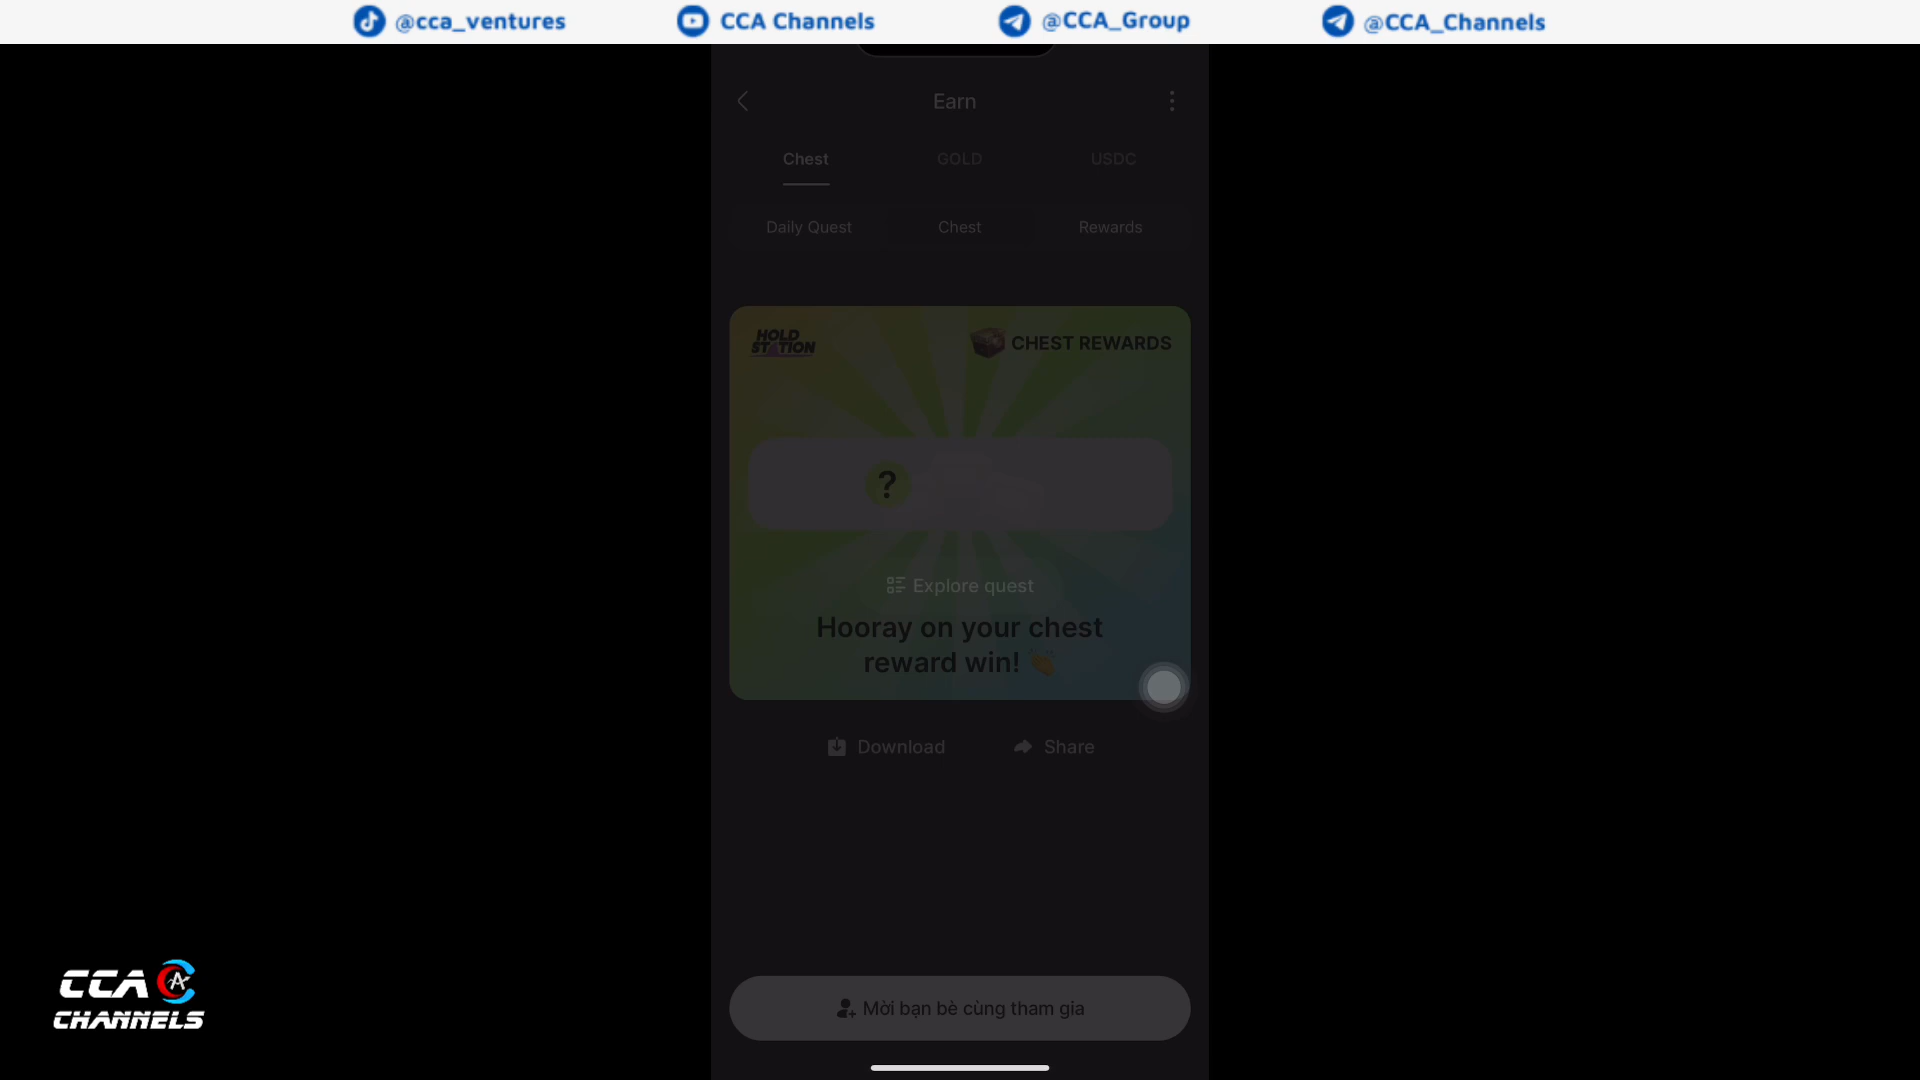 @cca_ventures
CCA Channels
@CCA_Group
@CCA_Channels
Earn
Chest
GOLD
USDC
Daily Quest
Chest
Rewards
HOLD
STATION
CHEST REWARDS
?
Explore quest
Hooray on your chest
reward win! 👏
Download
Share
Mời bạn bè cùng tham gia
CCA
CHANNELS